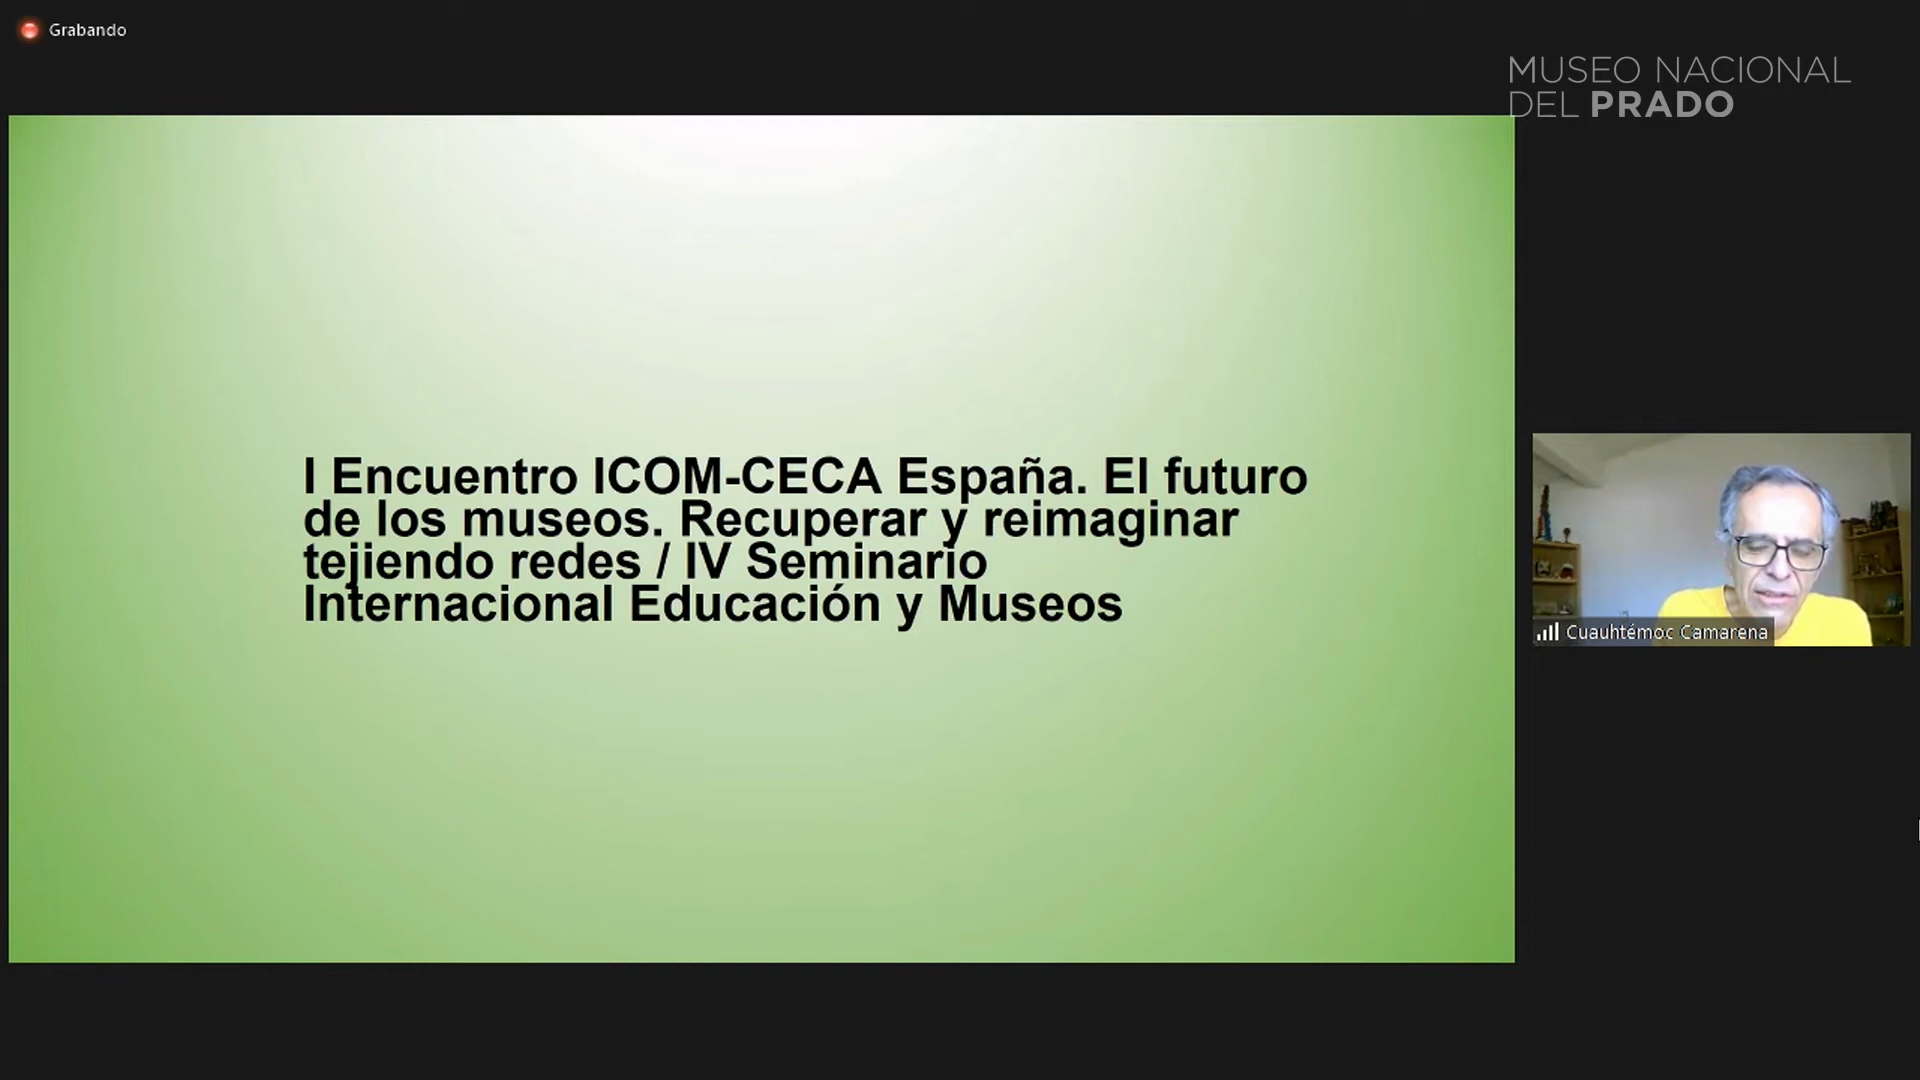 Grabando
MUSEO NACIONAL
DEL PRADO
I Encuentro ICOM-CECA España. El futuro
de los museos. Recuperar y reimaginar
tejiendo redes / IV Seminario
Internacional Educación y Museos
Cuauhtémoc Camarena